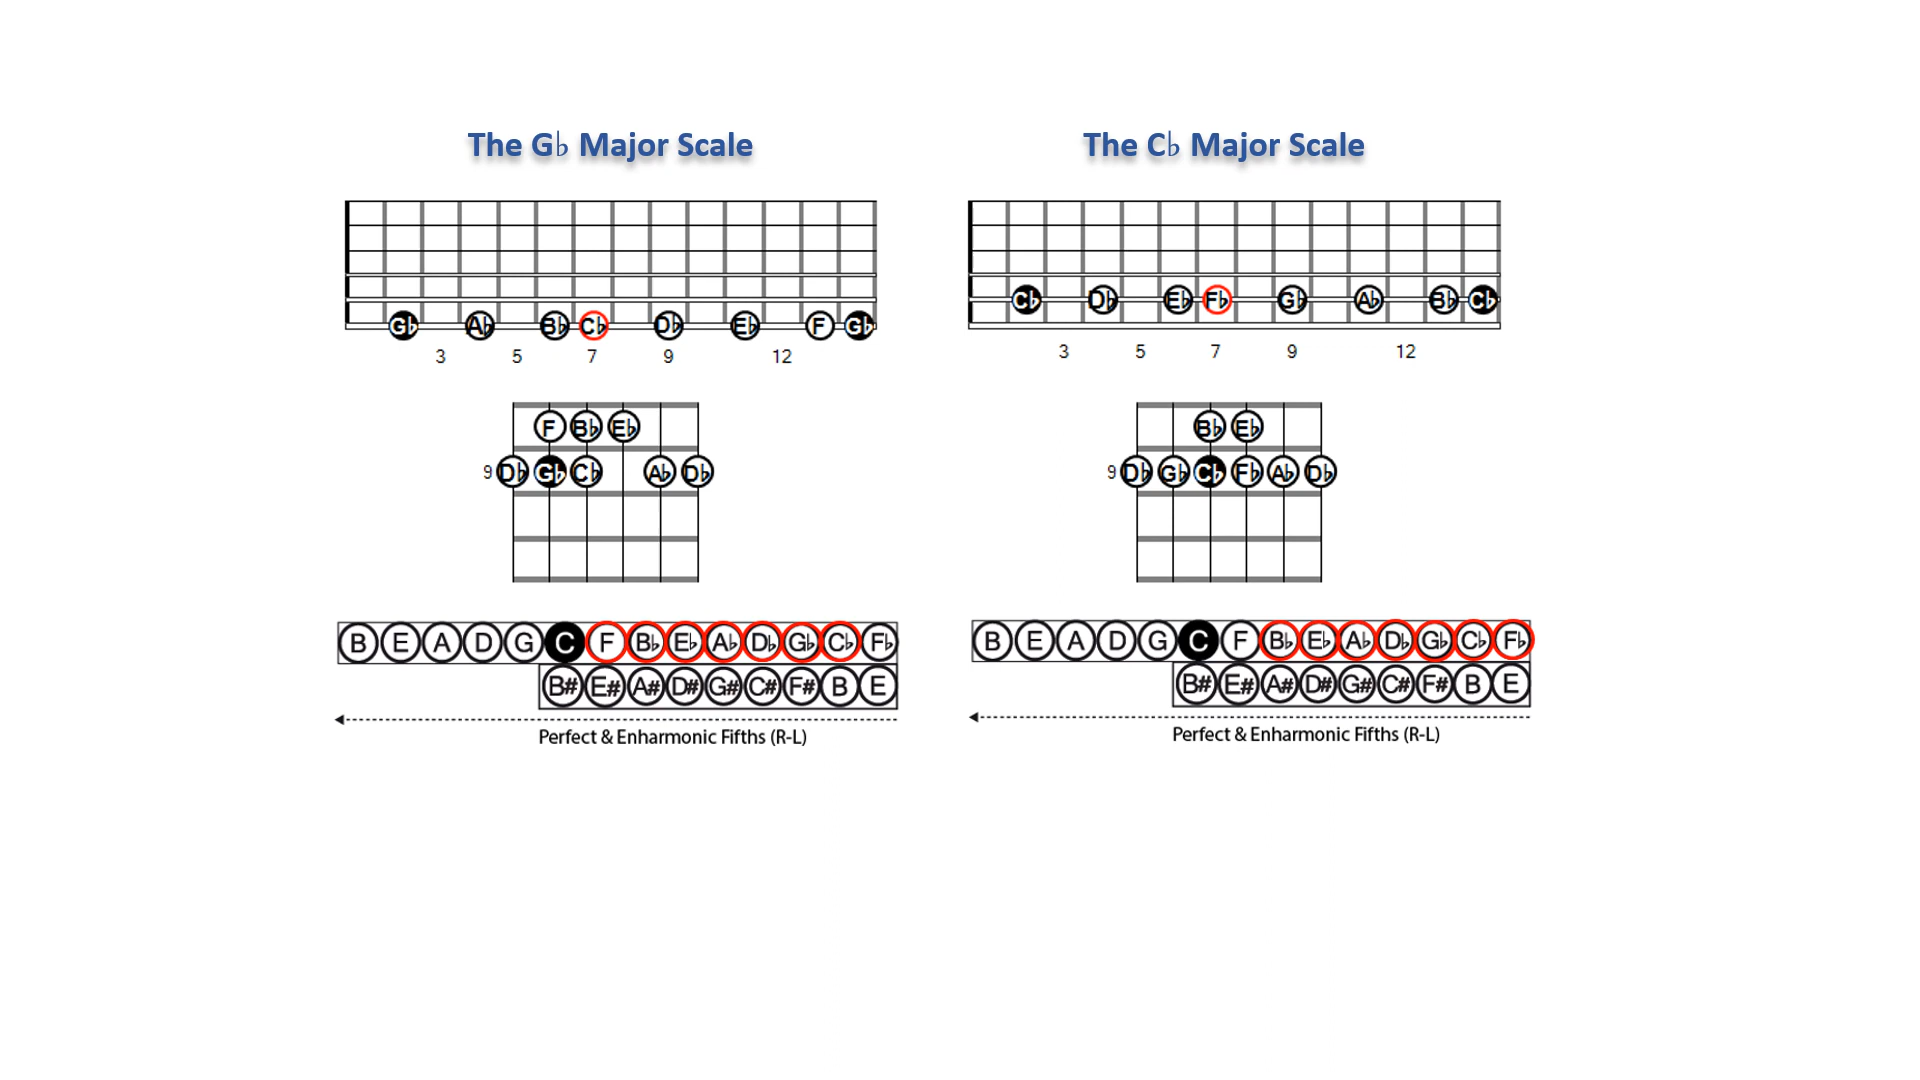 The G♭ Major Scale
G♭ A♭ B♭ C♭ D♭ E♭ F G♭
3 5 7 9 12
F B♭ E♭
9 D♭ G♭ C♭ A♭ D♭
B E A D G C F B♭ E♭ A♭ D♭ G♭ C♭ F♭
B# E# A# D# G# C# F# B E
Perfect & Enharmonic Fifths (R-L)
The C♭ Major Scale
C♭ D♭ E♭ F♭ G♭ A♭ B♭ C♭
3 5 7 9 12
B♭ E♭
9 D♭ G♭ C♭ F♭ A♭ D♭
B E A D G C F B♭ E♭ A♭ D♭ G♭ C♭ F♭
B# E# A# D# G# C# F# B E
Perfect & Enharmonic Fifths (R-L)